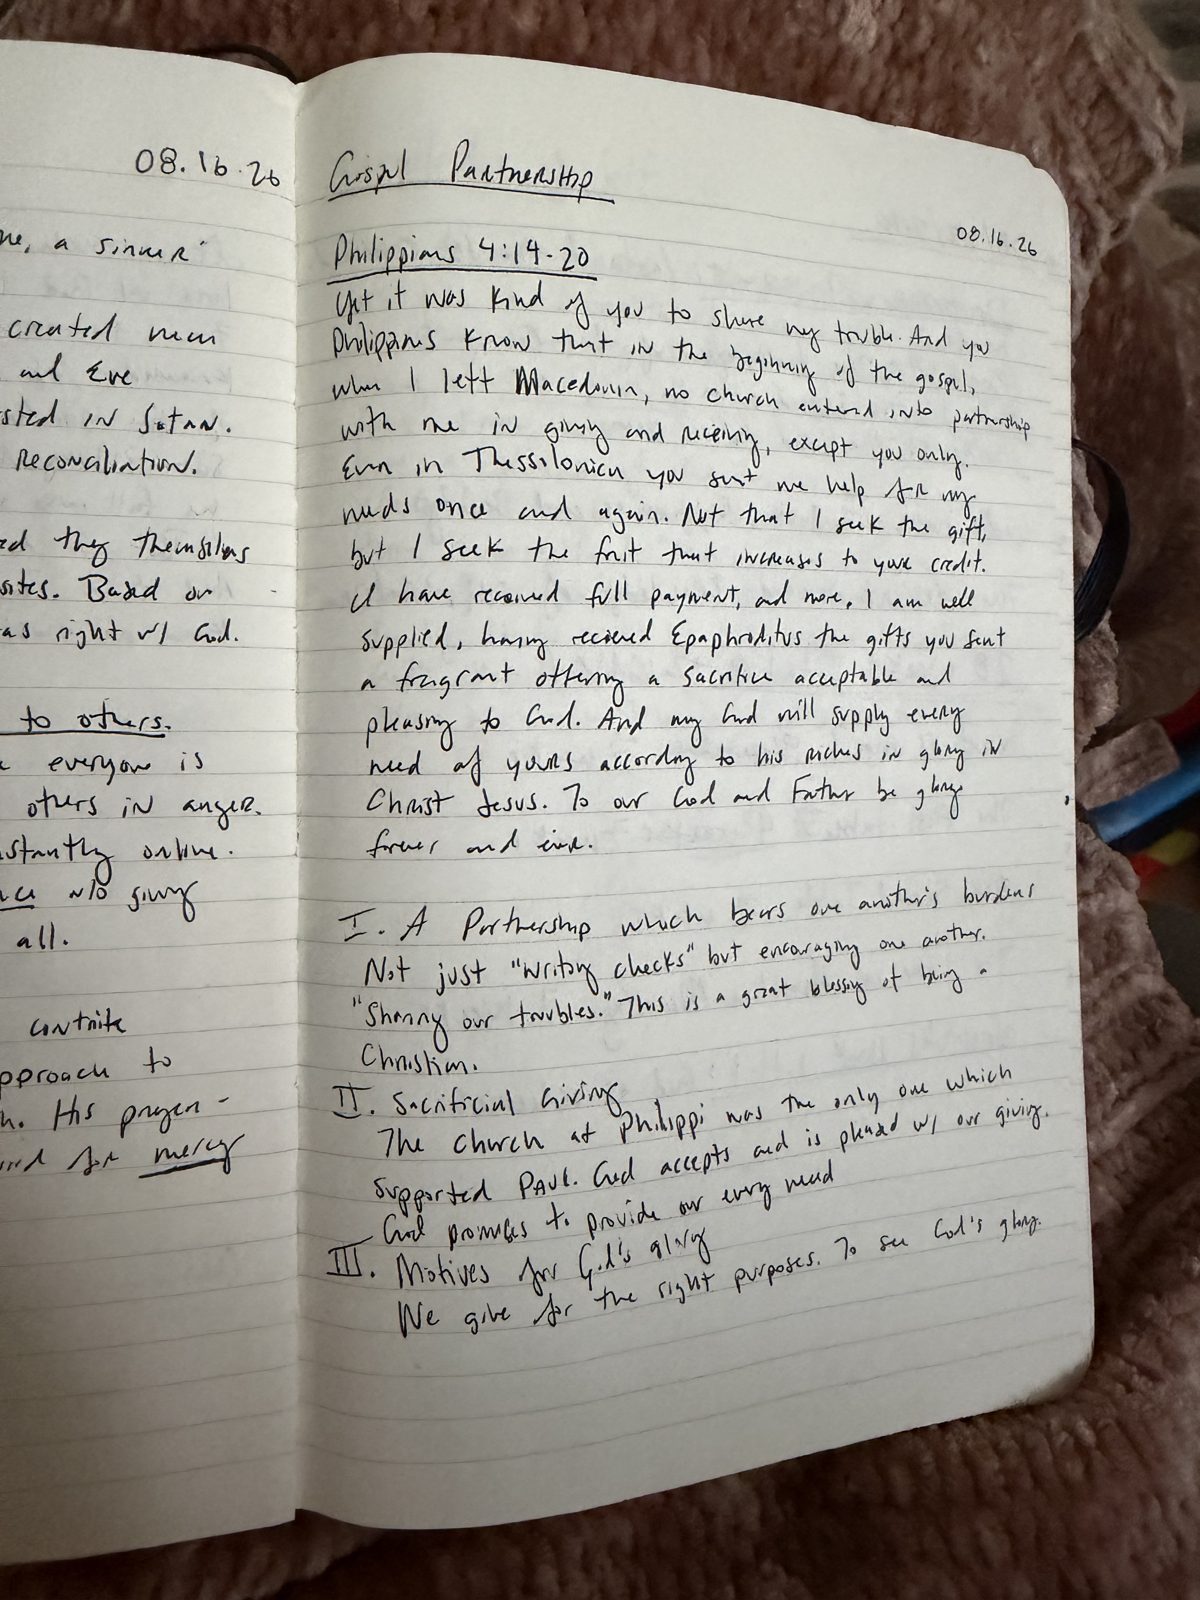 08.16.26
me, a sinner"
created man
and Eve
sted in Satan.
Reconciliation.
ed they themselves
sites. Based on
as right w/ God.
to others.
everyone is
others in anger.
nstantly online.
nce w/o giving
all.
contrite
pproach to
n. His prayer -
for mercy
Gospel Partnership
08.16.26
Philippians 4:14-20
Yet it was kind of you to share my trouble. And you
Philippians know that in the beginning of the gospel,
when I left Macedonia, no church entered into partnership
with me in giving and receiving, except you only.
Even in Thessolonica you sent me help for my
needs once and again. Not that I seek the gift,
but I seek the fruit that increases to your credit.
I have received full payment, and more. I am well
supplied, having recieved Epaphroditus the gifts you sent
a fragrant offering a sacrifice acceptable and
pleasing to God. And my God will supply every
need of yours according to his riches in glory in
Christ Jesus. To our God and Father be glory
forever and ever.
I. A Partnership which bears one another's burdens
Not just "writing checks" but encouraging one another.
"Sharing our troubles." This is a great blessing of being a
Christian.
II. Sacrificial Giving
The church at Philippi was the only one which
supported Paul. God accepts and is pleased w/ our giving.
God promises to provide our every need
III. Motives for God's glory
We give for the right purposes. To see God's glory.